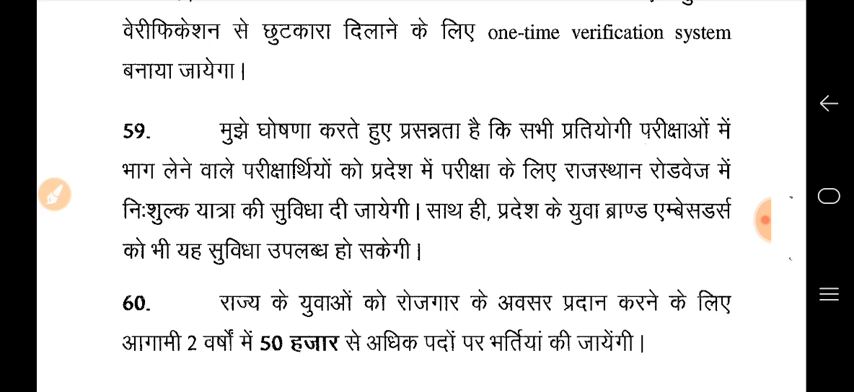 वेरीफिकेशन से छुटकारा दिलाने के लिए one-time verification system
बनाया जायेगा।
59. मुझे घोषणा करते हुए प्रसन्नता है कि सभी प्रतियोगी परीक्षाओं में
भाग लेने वाले परीक्षार्थियों को प्रदेश में परीक्षा के लिए राजस्थान रोडवेज में
निःशुल्क यात्रा की सुविधा दी जायेगी। साथ ही, प्रदेश के युवा ब्राण्ड एम्बेसडर्स
को भी यह सुविधा उपलब्ध हो सकेगी।
60. राज्य के युवाओं को रोजगार के अवसर प्रदान करने के लिए
आगामी 2 वर्षों में 50 हजार से अधिक पदों पर भर्तियां की जायेंगी।